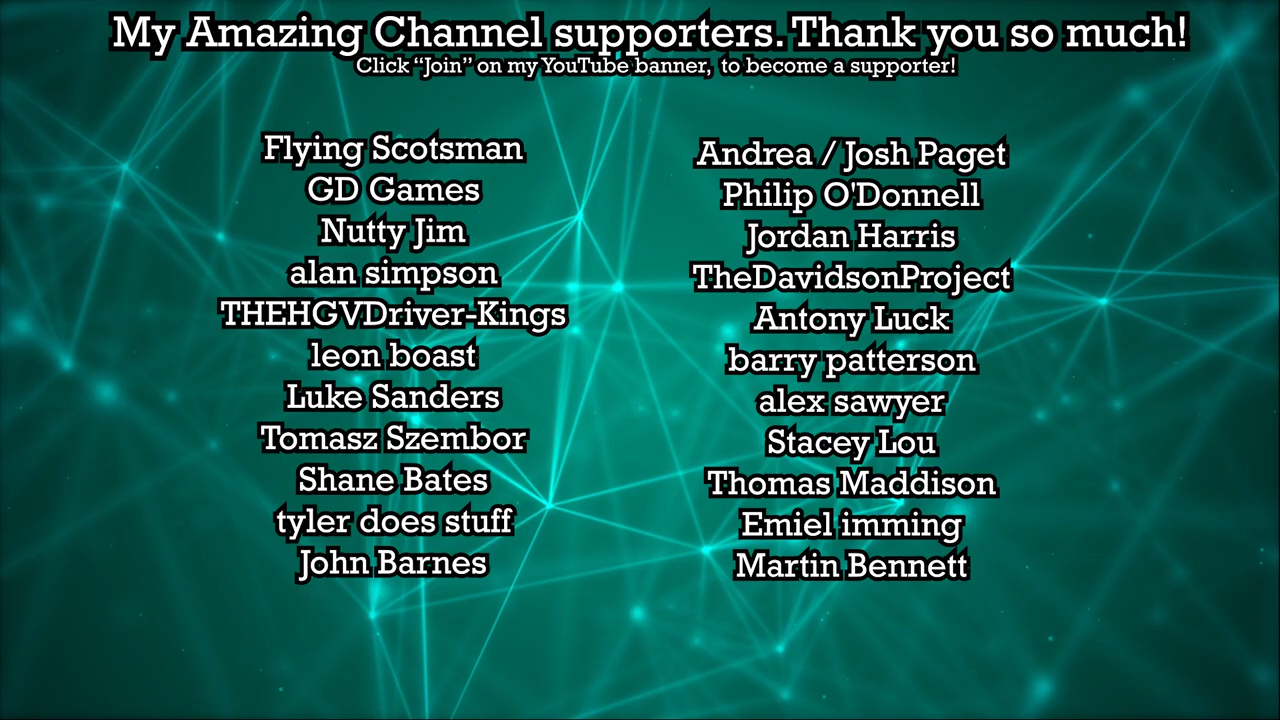 My Amazing Channel supporters. Thank you so much!
Click “Join” on my YouTube banner, to become a supporter!
Flying Scotsman
GD Games
Nutty Jim
alan simpson
THEHGVDriver-Kings
leon boast
Luke Sanders
Tomasz Szembor
Shane Bates
tyler does stuff
John Barnes
Andrea / Josh Paget
Philip O'Donnell
Jordan Harris
TheDavidsonProject
Antony Luck
barry patterson
alex sawyer
Stacey Lou
Thomas Maddison
Emiel imming
Martin Bennett